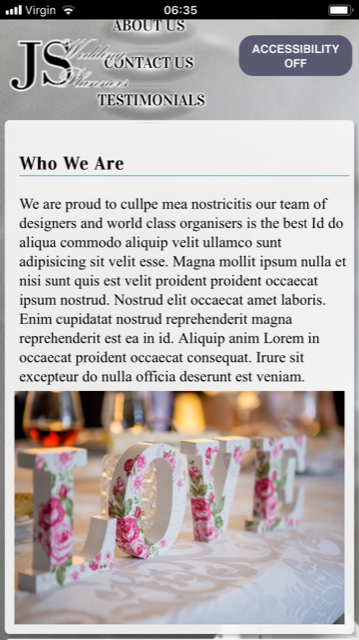 Virgin 06:35
ABOUT US
JS Wedding Planners
CONTACT US
TESTIMONIALS
ACCESSIBILITY
OFF
Who We Are
We are proud to cullpe mea nostricitis our team of
designers and world class organisers is the best Id do
aliqua commodo aliquip velit ullamco sunt
adipisicing sit velit esse. Magna mollit ipsum nulla et
nisi sunt quis est velit proident proident occaecat
ipsum nostrud. Nostrud elit occaecat amet laboris.
Enim cupidatat nostrud reprehenderit magna
reprehenderit est ea in id. Aliquip anim Lorem in
occaecat proident occaecat consequat. Irure sit
excepteur do nulla officia deserunt est veniam.
LOVE